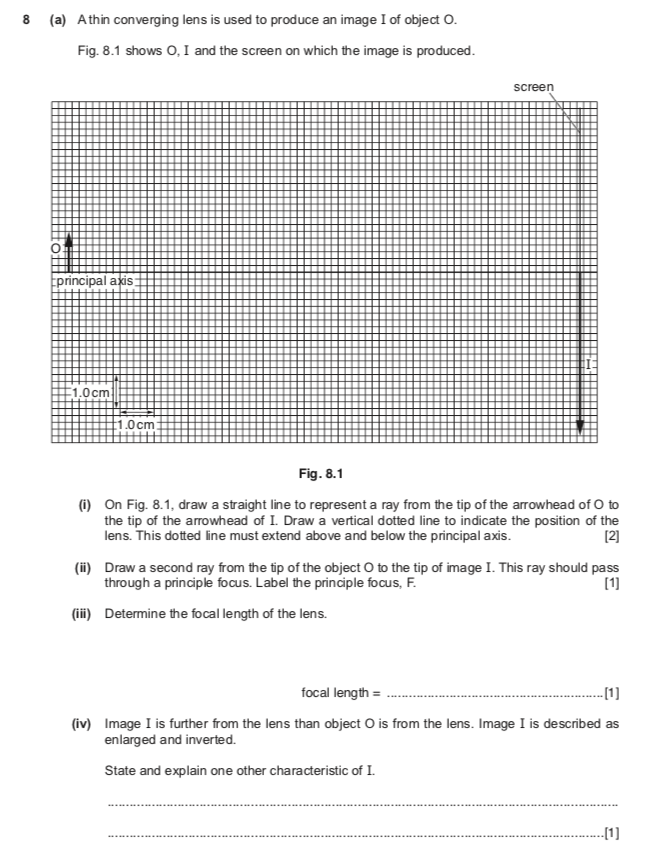 8 (a) A thin converging lens is used to produce an image I of object O.
Fig. 8.1 shows O, I and the screen on which the image is produced.
screen
O
principal axis
I
1.0 cm
1.0 cm
Fig. 8.1
(i) On Fig. 8.1, draw a straight line to represent a ray from the tip of the arrowhead of O to
the tip of the arrowhead of I. Draw a vertical dotted line to indicate the position of the
lens. This dotted line must extend above and below the principal axis. [2]
(ii) Draw a second ray from the tip of the object O to the tip of image I. This ray should pass
through a principle focus. Label the principle focus, F. [1]
(iii) Determine the focal length of the lens.
focal length = ............................................................[1]
(iv) Image I is further from the lens than object O is from the lens. Image I is described as
enlarged and inverted.
State and explain one other characteristic of I.
..........................................................................................................................................
......................................................................................................................................[1]